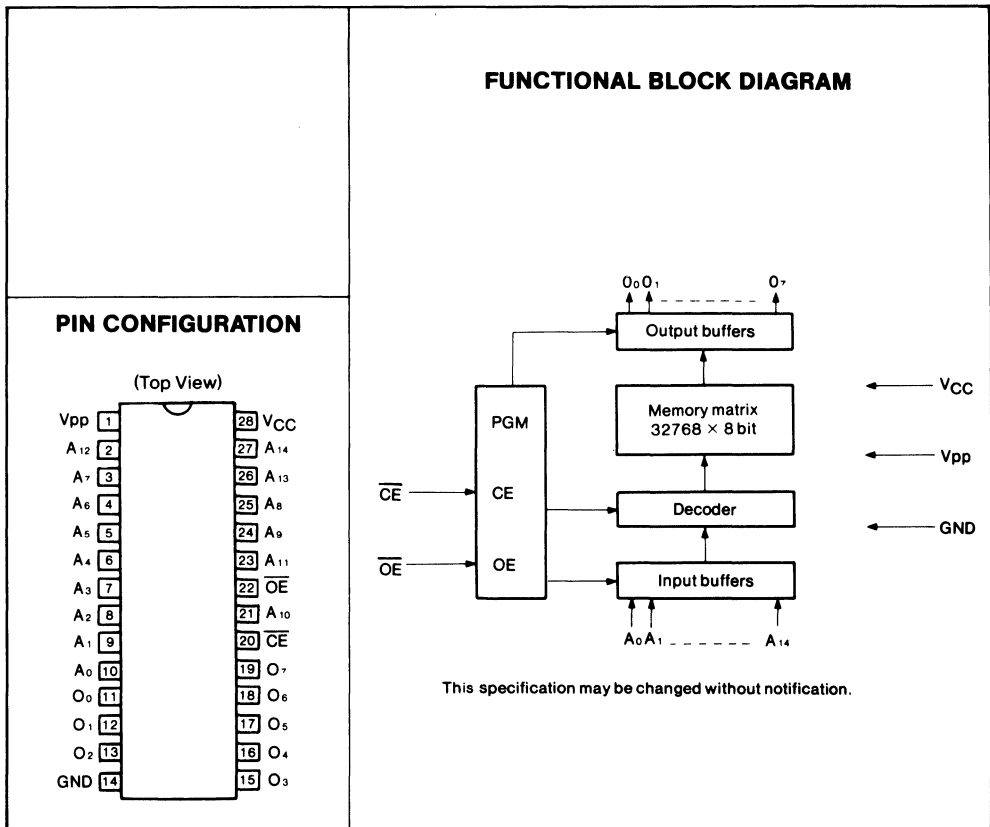 FUNCTIONAL BLOCK DIAGRAM
O₀ O₁ O₇
Output buffers
Memory matrix
32768 × 8 bit
Decoder
Input buffers
A₀ A₁ A₁₄
PGM
CE
OE
C̅E̅
O̅E̅
VCC
Vpp
GND
This specification may be changed without notification.
PIN CONFIGURATION
(Top View)
Vpp 1 28 VCC
A₁₂ 2 27 A₁₄
A₇ 3 26 A₁₃
A₆ 4 25 A₈
A₅ 5 24 A₉
A₄ 6 23 A₁₁
A₃ 7 22 O̅E̅
A₂ 8 21 A₁₀
A₁ 9 20 C̅E̅
A₀ 10 19 O₇
O₀ 11 18 O₆
O₁ 12 17 O₅
O₂ 13 16 O₄
GND 14 15 O₃